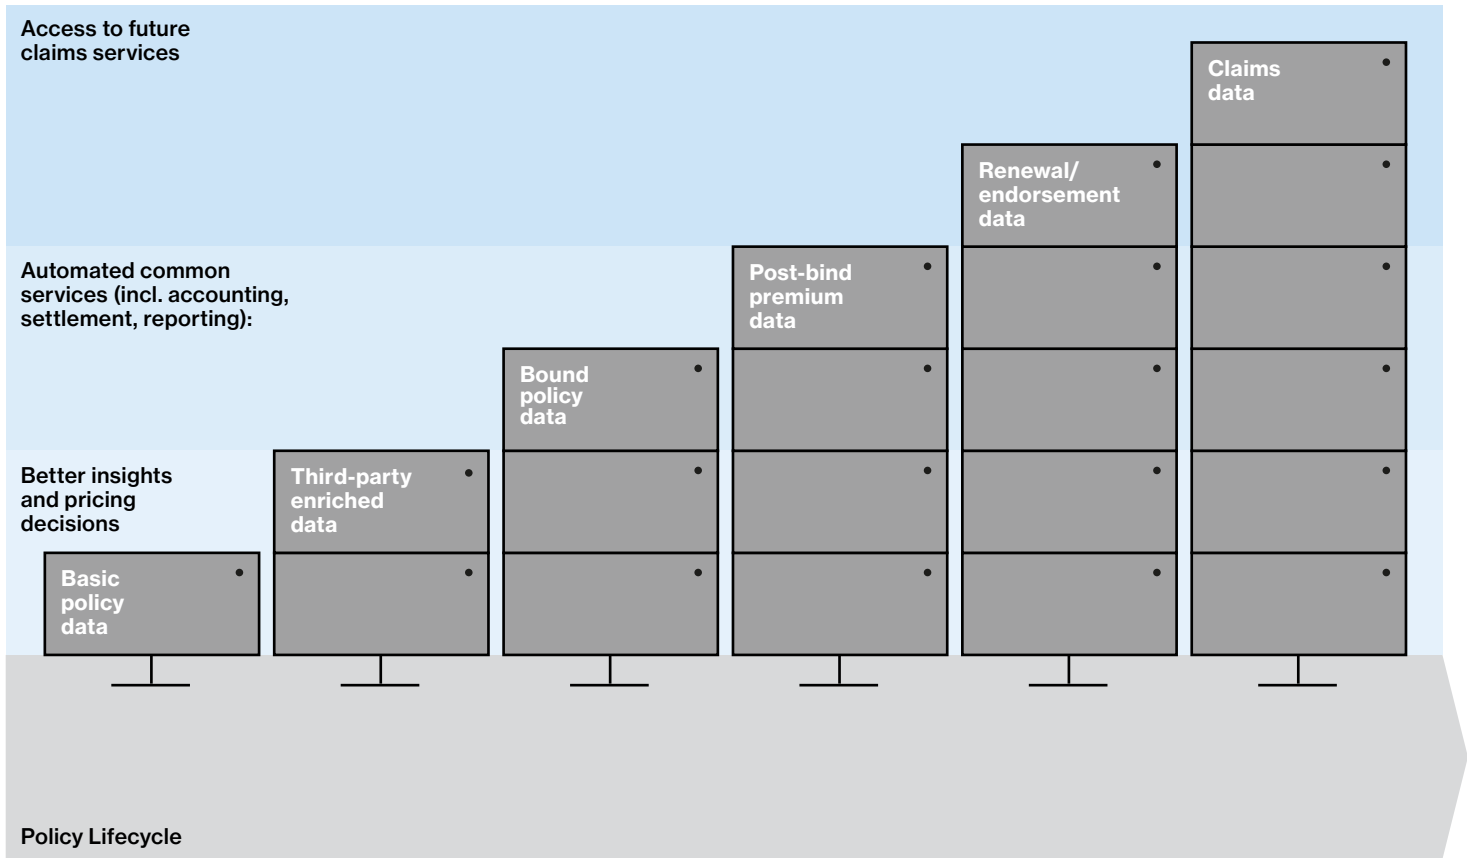 Access to future
claims services
Claims
data
Renewal/
endorsement
data
Automated common
services (incl. accounting,
settlement, reporting):
Post-bind
premium
data
Bound
policy
data
Better insights
and pricing
decisions
Third-party
enriched
data
Basic
policy
data
Policy Lifecycle